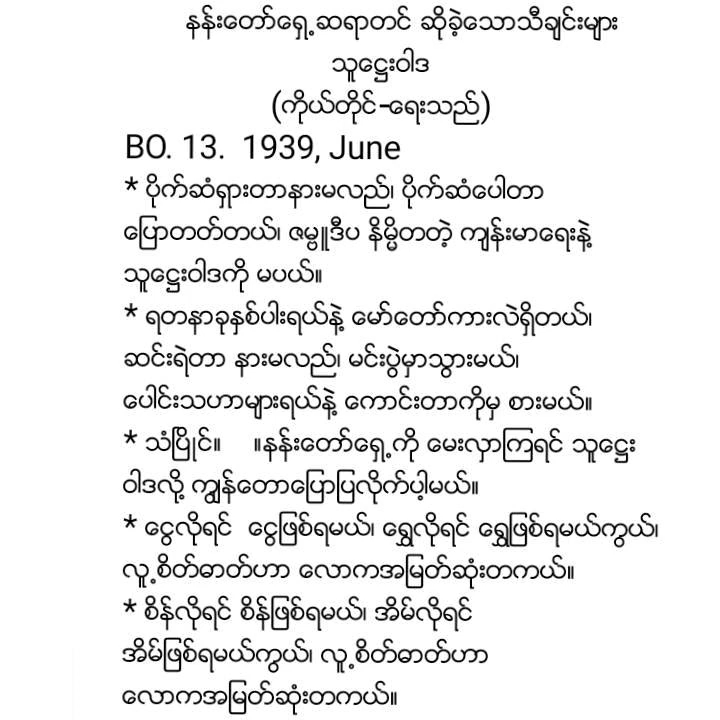 နန်းတော်ရှေ့ဆရာတင် ဆိုခဲ့သောသီချင်းများ
သူဋ္ဌေးဝါဒ
(ကိုယ်တိုင်-ရေးသည်)
BO. 13.  1939, June
* ပိုက်ဆံရှားတာနားမလည်၊ ပိုက်ဆံပေါတာ
ပြောတတ်တယ်၊ ဇမ္ဗူဒီပ နိမ္မိတတဲ့ ကျန်းမာရေးနဲ့
သူဋ္ဌေးဝါဒကို မပယ်။
* ရတနာခုနှစ်ပါးရယ်နဲ့ မော်တော်ကားလဲရှိတယ်၊
ဆင်းရဲတာ နားမလည်၊ မင်းပွဲမှာသွားမယ်၊
ပေါင်းသဟာများရယ်နဲ့ ကောင်းတာကိုမှ စားမယ်။
* သံပြိုင်။    ။နန်းတော်ရှေ့ကို မေးလှာကြရင် သူဋ္ဌေး
ဝါဒလို့ ကျွန်တောပြောပြလိုက်ပါ့မယ်။
* ငွေလိုရင်  ငွေဖြစ်ရမယ်၊ ရွှေလိုရင် ရွှေဖြစ်ရမယ်ကွယ်၊
လူ့စိတ်ဓာတ်ဟာ လောကအမြတ်ဆုံးတကယ်။
* စိန်လိုရင် စိန်ဖြစ်ရမယ်၊ အိမ်လိုရင်
အိမ်ဖြစ်ရမယ်ကွယ်၊ လူ့စိတ်ဓာတ်ဟာ
လောကအမြတ်ဆုံးတကယ်။